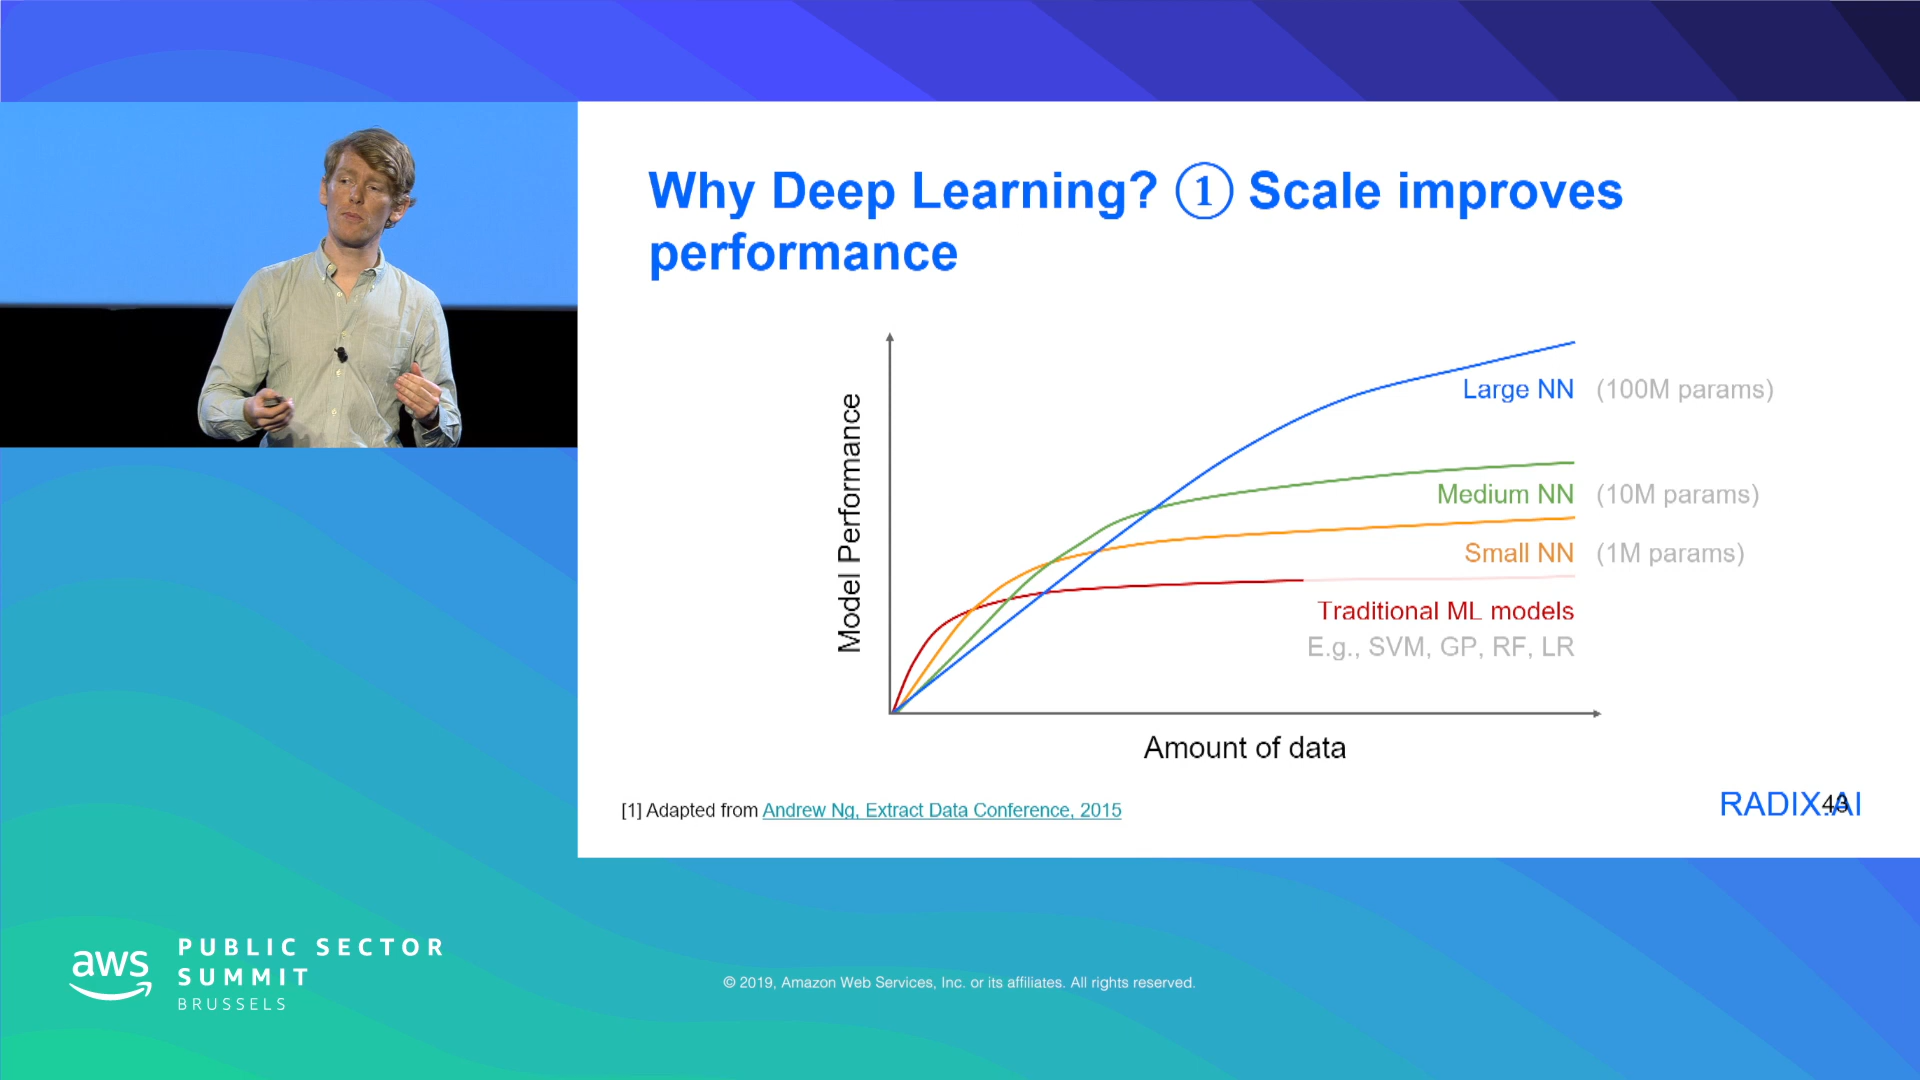 Why Deep Learning? ① Scale improves
performance
Model Performance
Large NN (100M params)
Medium NN (10M params)
Small NN (1M params)
Traditional ML models
E.g., SVM, GP, RF, LR
Amount of data
[1] Adapted from Andrew Ng, Extract Data Conference, 2015
RADIX.AI
43
aws
PUBLIC SECTOR
SUMMIT
BRUSSELS
© 2019, Amazon Web Services, Inc. or its affiliates. All rights reserved.